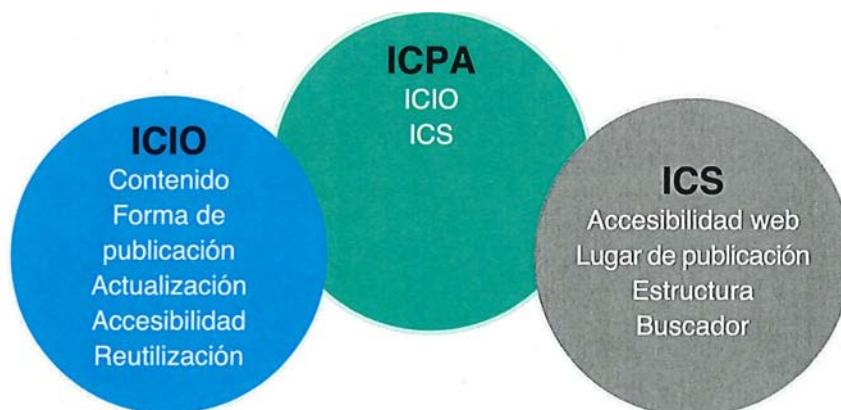 ICPA
ICIO
ICS
ICIO
Contenido
Forma de
publicación
Actualización
Accesibilidad
Reutilización
ICS
Accesibilidad web
Lugar de publicación
Estructura
Buscador